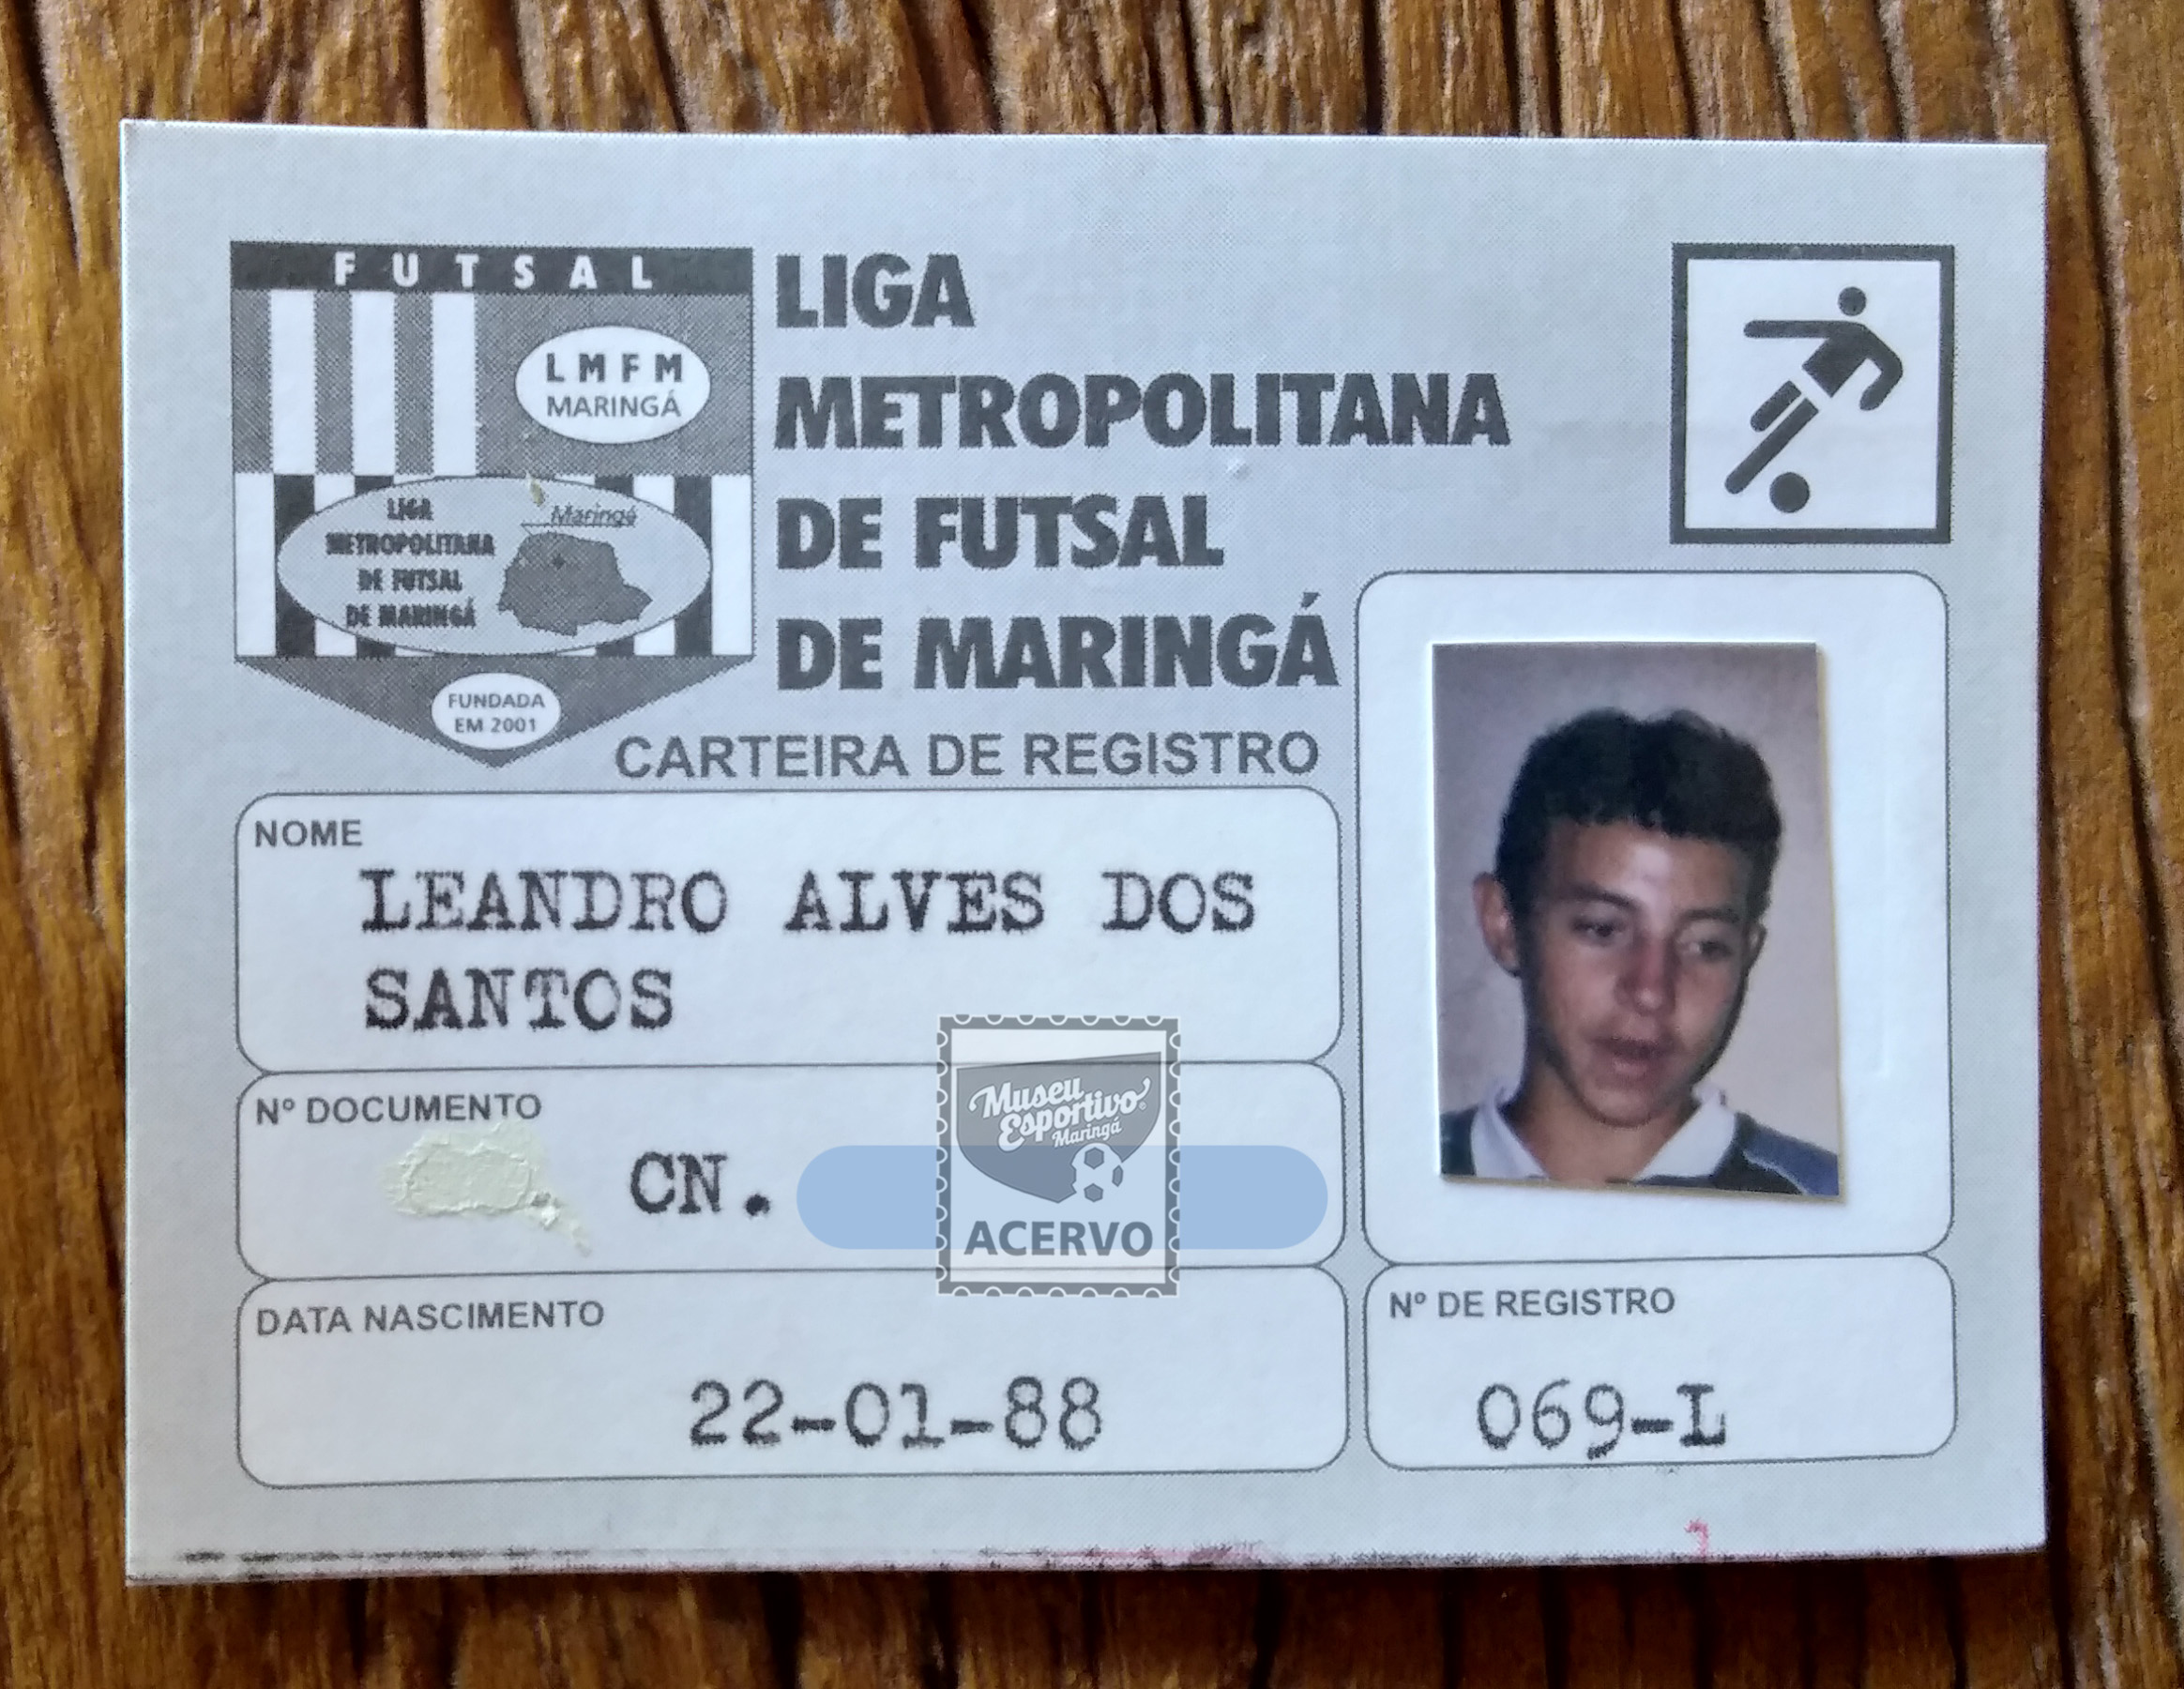 FUTSAL
LMFM
MARINGÁ
LIGA
METROPOLITANA
DE FUTSAL
DE MARINGÁ
Maringá
FUNDADA
EM 2001
LIGA
METROPOLITANA
DE FUTSAL
DE MARINGÁ
CARTEIRA DE REGISTRO
NOME
LEANDRO ALVES DOS
SANTOS
Nº DOCUMENTO
CN.
Museu
Esportivo
Maringá
ACERVO
DATA NASCIMENTO
22-01-88
Nº DE REGISTRO
069-L